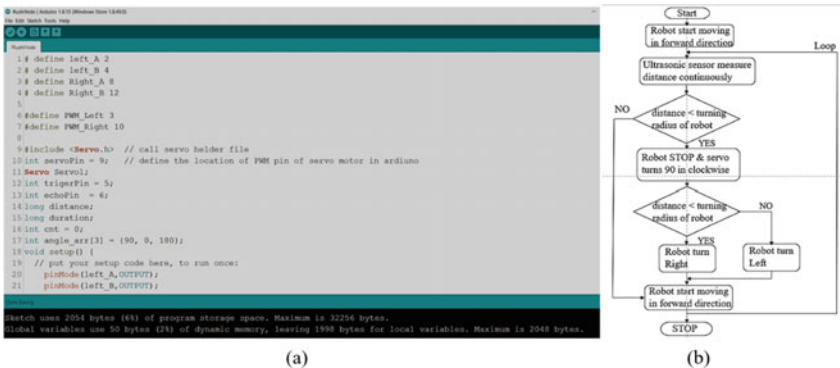 RushNode | Arduino 1.8.15 (Windows Store 1.8.49.0)
File Edit Sketch Tools Help
RushNode
1 # define left_A 2
2 # define left_B 4
3 # define Right_A 8
4 # define Right_B 12
5
6 #define PWM_Left 3
7 #define PWM_Right 10
8
9 #include <Servo.h>  // call servo helder file
10 int servoPin = 9;   // define the location of PWM pin of servo motor in ardiuno
11 Servo Servo1;
12 int trigerPin = 5;
13 int echoPin  = 6;
14 long distance;
15 long duration;
16 int cnt = 0;
17 int angle_arr[3] = {90, 0, 180};
18 void setup() {
19 // put your setup code here, to run once:
20 pinMode(left_A,OUTPUT);
21 pinMode(left_B,OUTPUT);
Done Saving.
Sketch uses 2054 bytes (6%) of program storage space. Maximum is 32256 bytes.
Global variables use 50 bytes (2%) of dynamic memory, leaving 1998 bytes for local variables. Maximum is 2048 bytes.
(a)
Start
Robot start moving
in forward direction
Loop
Ultrasonic sensor measure
distance continuously
NO
distance < turning
radius of robot
YES
Robot STOP & servo
turns 90 in clockwise
distance < turning
radius of robot
NO
YES
Robot turn
Right
Robot turn
Left
Robot start moving
in forward direction
STOP
(b)